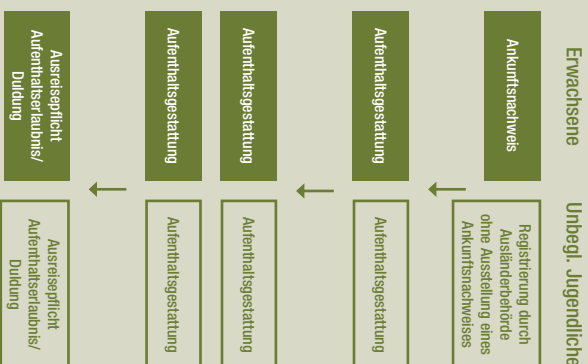 Erwachsene
Unbegl. Jugendliche
Ankunftsnachweis
Registrierung durch
Ausländerbehörde
ohne Ausstellung eines
Ankunftsnachweises
Aufenthaltsgestattung
Aufenthaltsgestattung
Aufenthaltsgestattung
Aufenthaltsgestattung
Aufenthaltsgestattung
Aufenthaltsgestattung
Ausreisepflicht
Aufenthaltserlaubnis/
Duldung
Ausreisepflicht
Aufenthaltserlaubnis/
Duldung